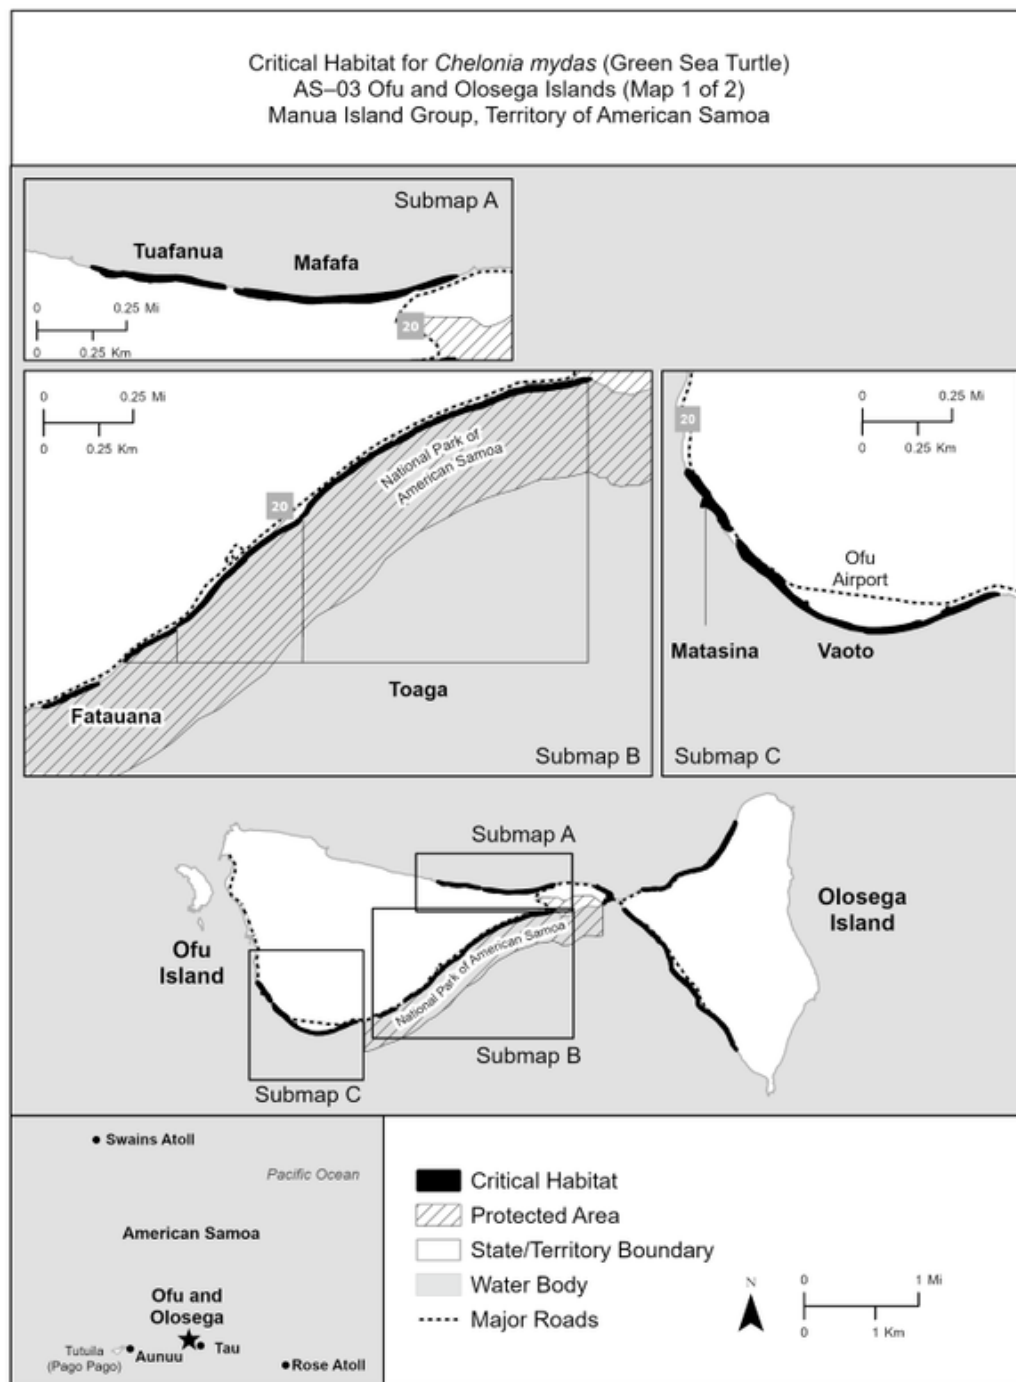 Critical Habitat for Chelonia mydas (Green Sea Turtle)
AS–03 Ofu and Olosega Islands (Map 1 of 2)
Manua Island Group, Territory of American Samoa
Submap A
Tuafanua
Mafafa
0 0.25 Mi
0 0.25 Km
20
0 0.25 Mi
0 0.25 Km
National Park of
American Samoa
20
Toaga
Fatauana
Submap B
0 0.25 Mi
0 0.25 Km
20
Ofu
Airport
Matasina
Vaoto
Submap C
Submap A
Olosega
Island
Ofu
Island
National Park of American Samoa
Submap B
Submap C
Swains Atoll
Pacific Ocean
American Samoa
Ofu and
Olosega
Tutuila
(Pago Pago)
Aunuu
Tau
Rose Atoll
Critical Habitat
Protected Area
State/Territory Boundary
Water Body
Major Roads
N
0 1 Mi
0 1 Km